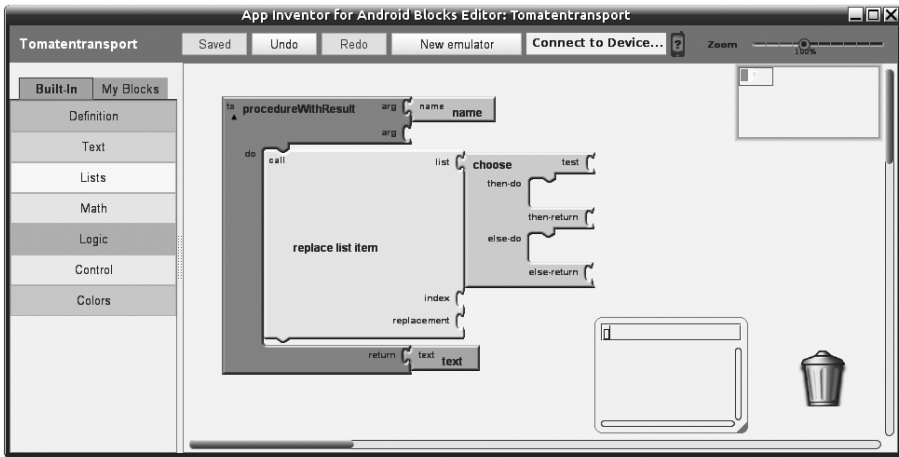 App Inventor for Android Blocks Editor: Tomatentransport
Tomatentransport Saved Undo Redo New emulator Connect to Device... ? Zoom 100%
Built-In My Blocks
Definition
Text
Lists
Math
Logic
Control
Colors
to procedureWithResult arg name name
arg
do call list choose test
then-do
then-return
replace list item else-do
else-return
index
replacement
return text text